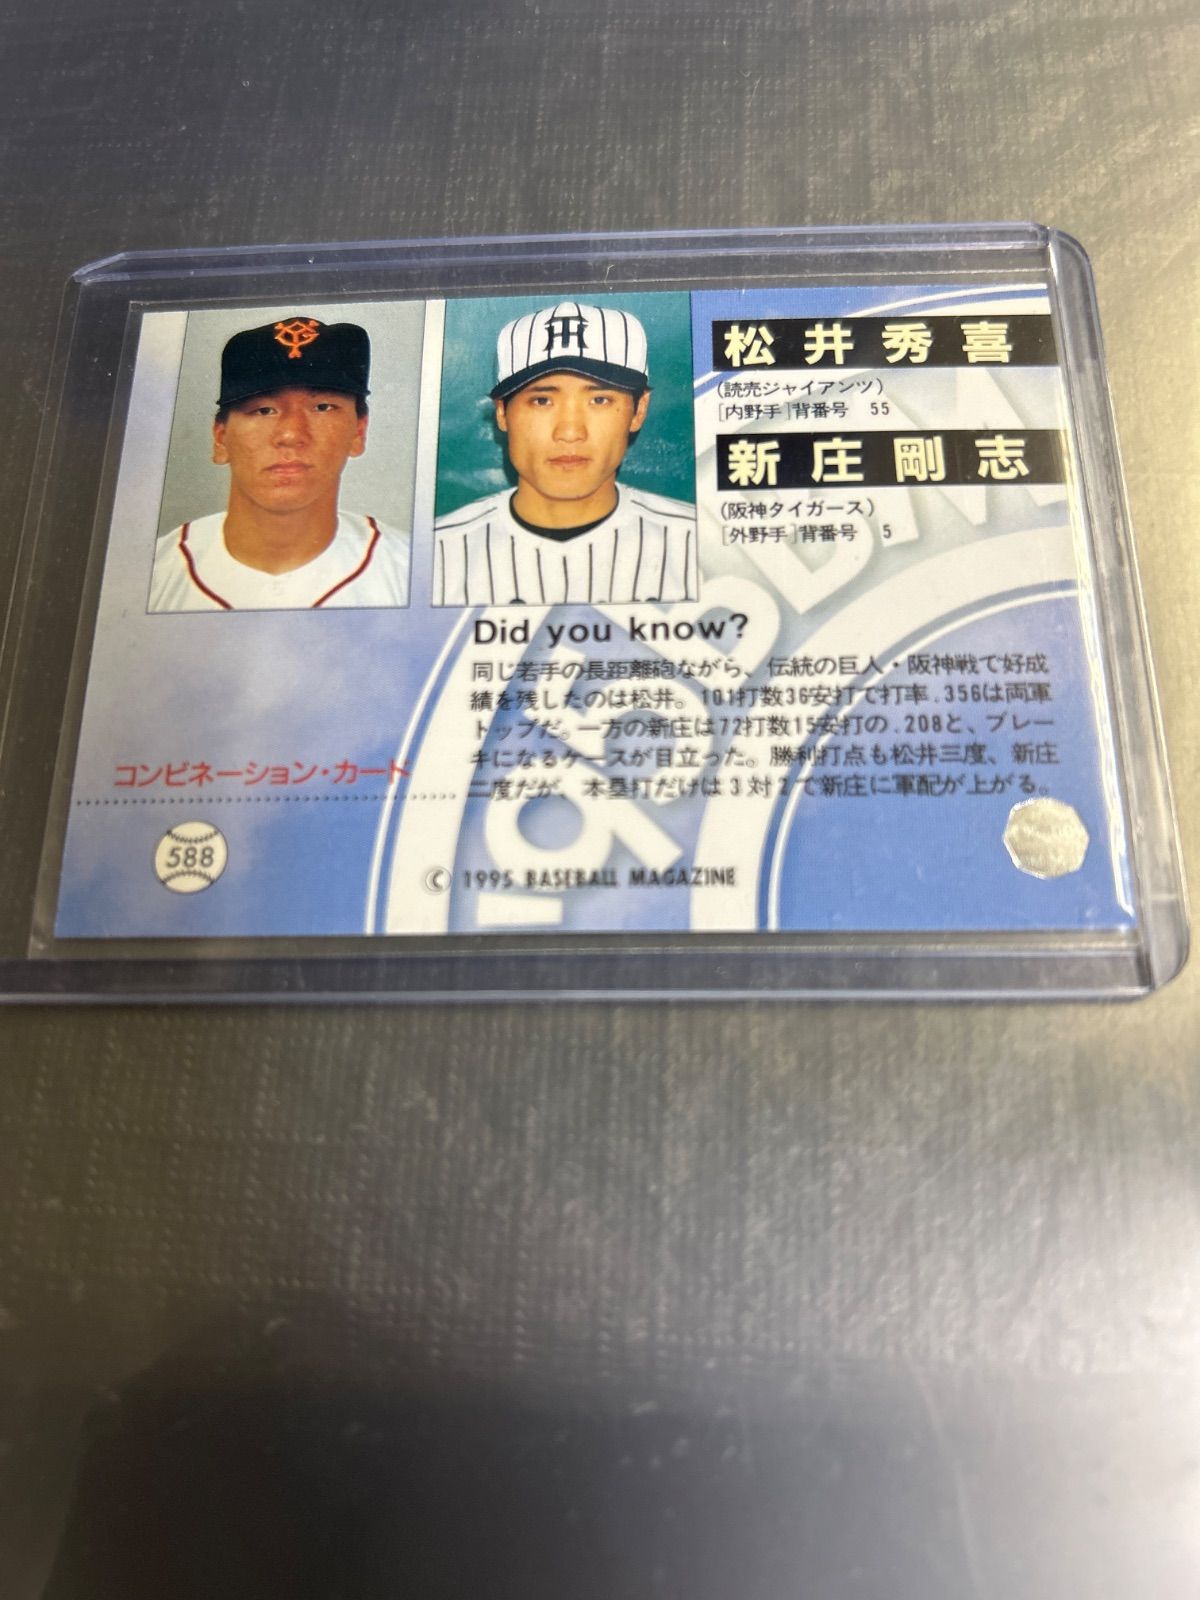 松井秀喜
(読売ジャイアンツ)
[内野手]背番号 55
新庄剛志
(阪神タイガース)
[外野手]背番号 5
Did you know?
同じ若手の長距離砲ながら、伝統の巨人・阪神戦で好成
績を残したのは松井。101打数36安打で打率.356は両軍
トップだ。一方の新庄は72打数15安打の.208と、ブレー
キになるケースが目立った。勝利打点も松井三度、新庄
二度だが、本塁打だけは3対2で新庄に軍配が上がる。
コンビネーション・カード
588
© 1995 BASEBALL MAGAZINE
YG
HT
BBM